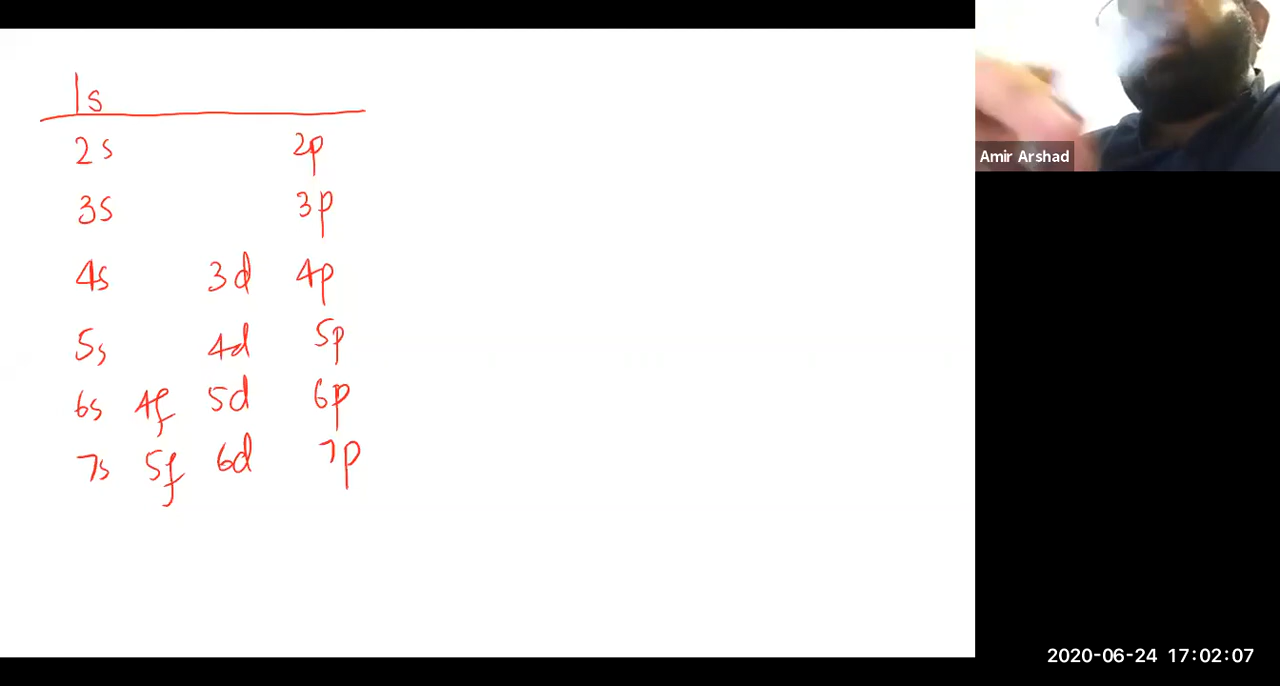 1s
2s 2p
3s 3p
4s 3d 4p
5s 4d 5p
6s 4f 5d 6p
7s 5f 6d 7p
Amir Arshad
2020-06-24 17:02:07